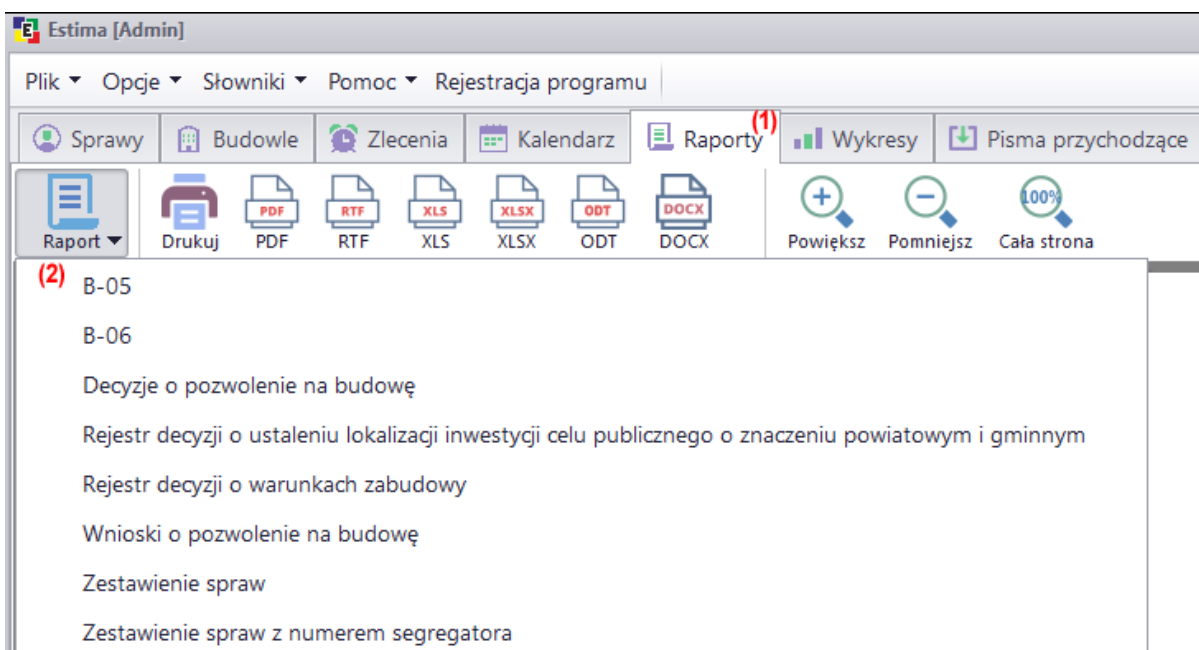 E Estima [Admin]
Plik Opcje Słowniki Pomoc Rejestracja programu
Sprawy Budowle Zlecenia Kalendarz Raporty (1) Wykresy Pisma przychodzące
PDF RTF XLS XLSX ODT DOCX 100%
Raport Drukuj PDF RTF XLS XLSX ODT DOCX Powiększ Pomniejsz Cała strona
(2) B-05
B-06
Decyzje o pozwolenie na budowę
Rejestr decyzji o ustaleniu lokalizacji inwestycji celu publicznego o znaczeniu powiatowym i gminnym
Rejestr decyzji o warunkach zabudowy
Wnioski o pozwolenie na budowę
Zestawienie spraw
Zestawienie spraw z numerem segregatora